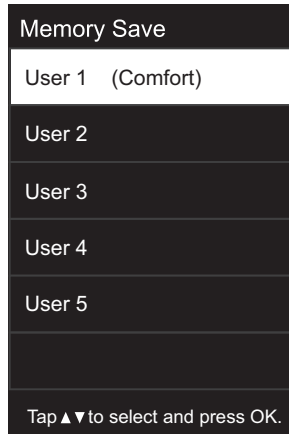 Memory Save
User 1 (Comfort)
User 2
User 3
User 4
User 5
Tap▲▼to select and press OK.